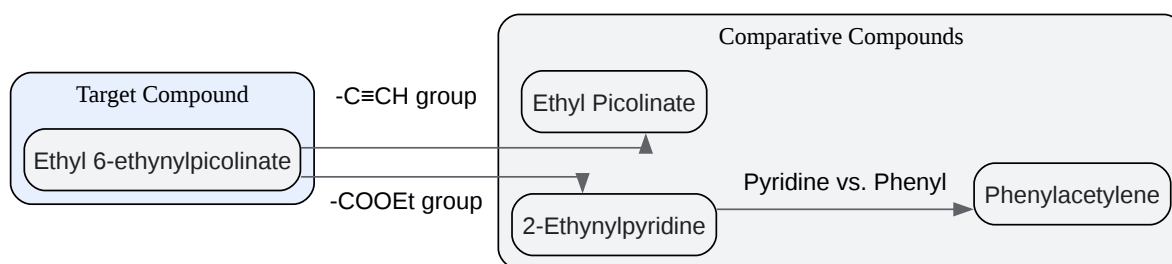 Comparative Compounds
Target Compound
-C≡CH group
Ethyl Picolinate
Ethyl 6-ethynylpicolinate
-COOEt group
Pyridine vs. Phenyl
2-Ethynylpyridine
Phenylacetylene